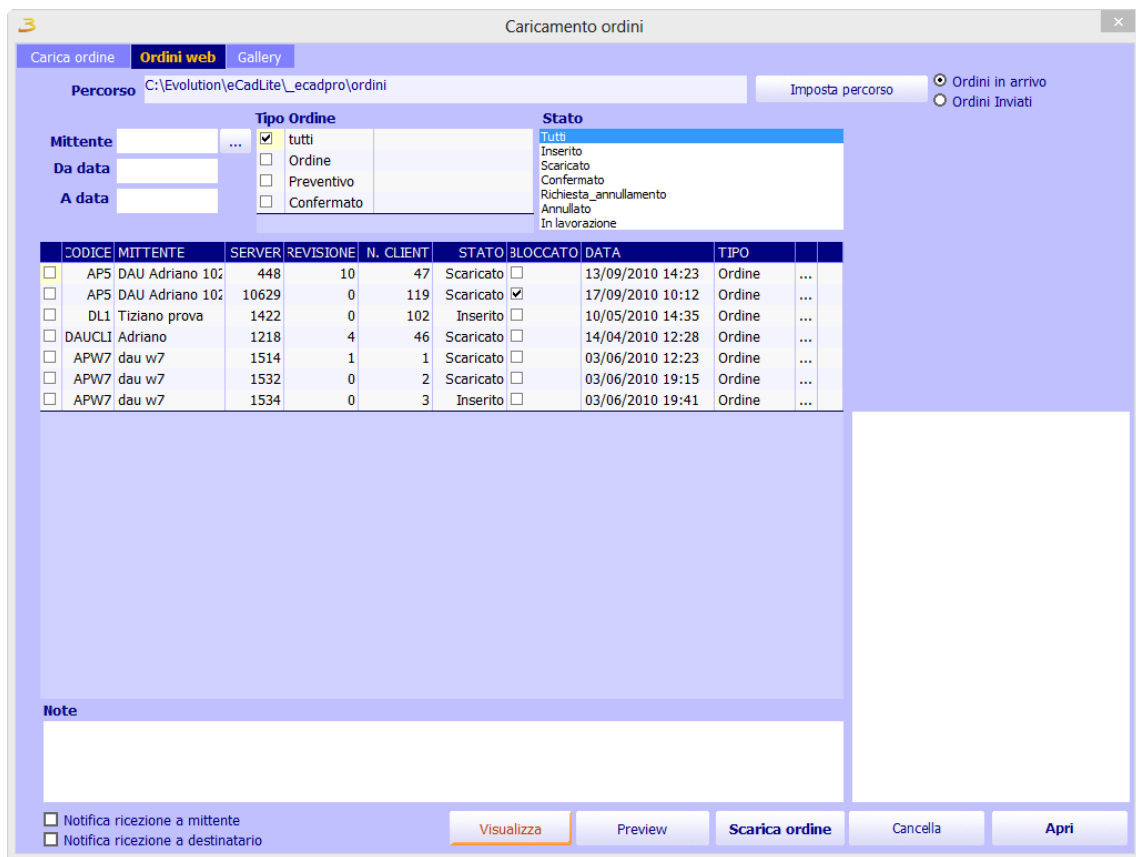 Caricamento ordini
Carica ordine Ordini web Gallery
Percorso C:\Evolution\eCadLite\_ecadpro\ordini Imposta percorso
Ordini in arrivo
Ordini Inviati
Tipo Ordine Stato
Mittente ...
Da data
A data
tutti
Ordine
Preventivo
Confermato
Tutti
Inserito
Scaricato
Confermato
Richiesta_annullamento
Annullato
In lavorazione
CODICE MITTENTE SERVER REVISIONE N. CLIENT STATO BLOCCATO DATA TIPO
AP5 DAU Adriano 102 448 10 47 Scaricato 13/09/2010 14:23 Ordine ...
AP5 DAU Adriano 102 10629 0 119 Scaricato 17/09/2010 10:12 Ordine ...
DL1 Tiziano prova 1422 0 102 Inserito 10/05/2010 14:35 Ordine ...
DAUCLI Adriano 1218 4 46 Scaricato 14/04/2010 12:28 Ordine ...
APW7 dau w7 1514 1 1 Scaricato 03/06/2010 12:23 Ordine ...
APW7 dau w7 1532 0 2 Scaricato 03/06/2010 19:15 Ordine ...
APW7 dau w7 1534 0 3 Inserito 03/06/2010 19:41 Ordine ...
Note
Notifica ricezione a mittente
Notifica ricezione a destinatario
Visualizza Preview Scarica ordine Cancella Apri